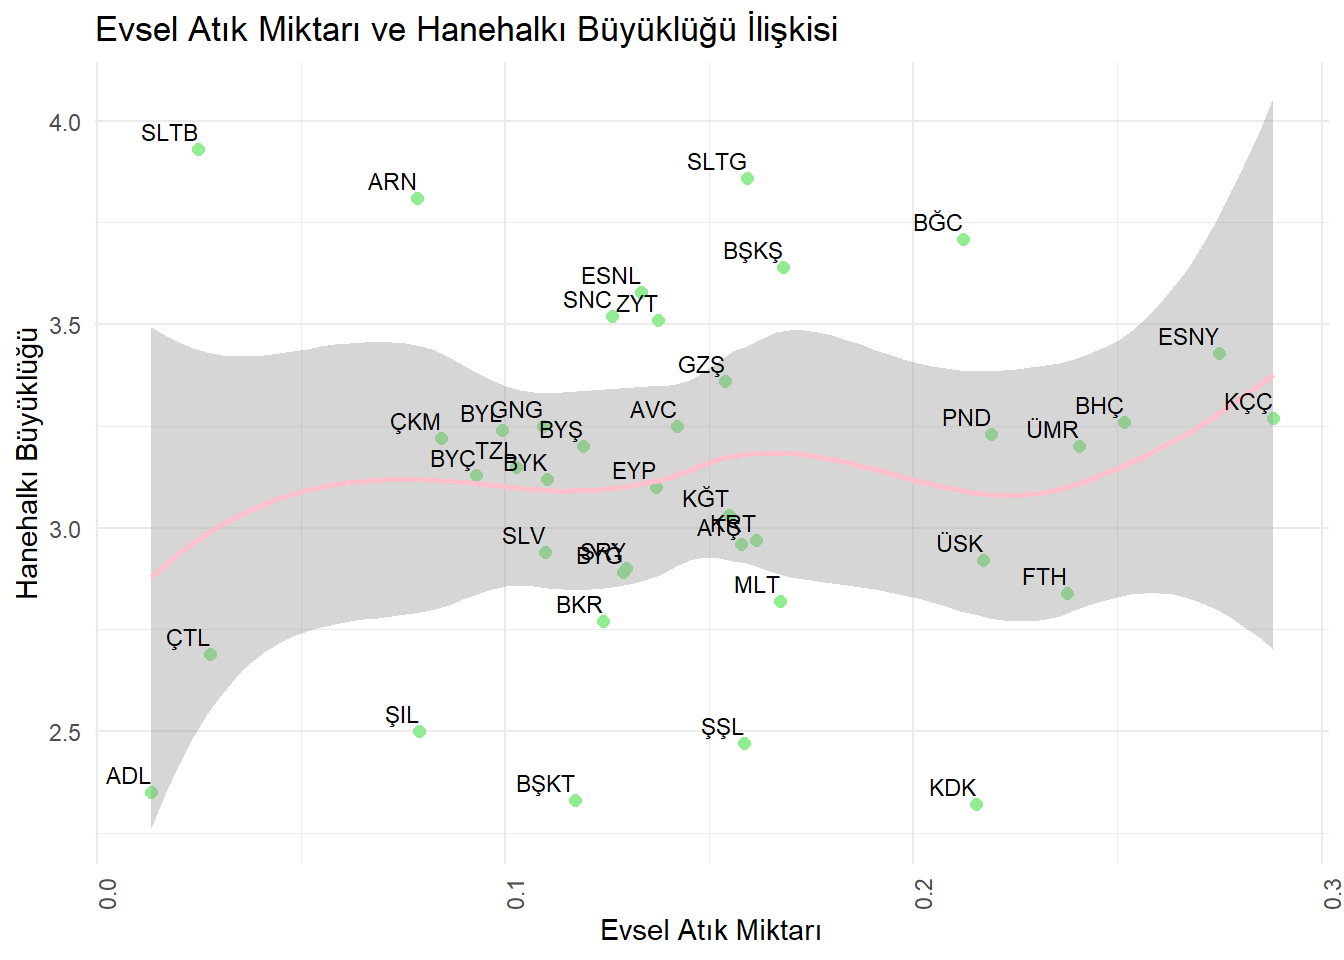 Evsel Atık Miktarı ve Hanehalkı Büyüklüğü İlişkisi
Hanehalkı Büyüklüğü
4.0
3.5
3.0
2.5
SLTB
ARN
SLTG
BĞC
BŞKŞ
ESNL
SNC
ZYT
ESNY
GZŞ
KÇÇ
BHÇ
AVC
GNG
BYL
ÇKM
PND
ÜMR
BYŞ
BYÇ
TZL
BYK
EYP
KĞT
KRT
ATŞ
SLV
SRY
BYĞ
ÜSK
FTH
MLT
BKR
ÇTL
ŞIL
ŞŞL
ADL
BŞKT
KDK
0.0
0.1
0.2
0.3
Evsel Atık Miktarı